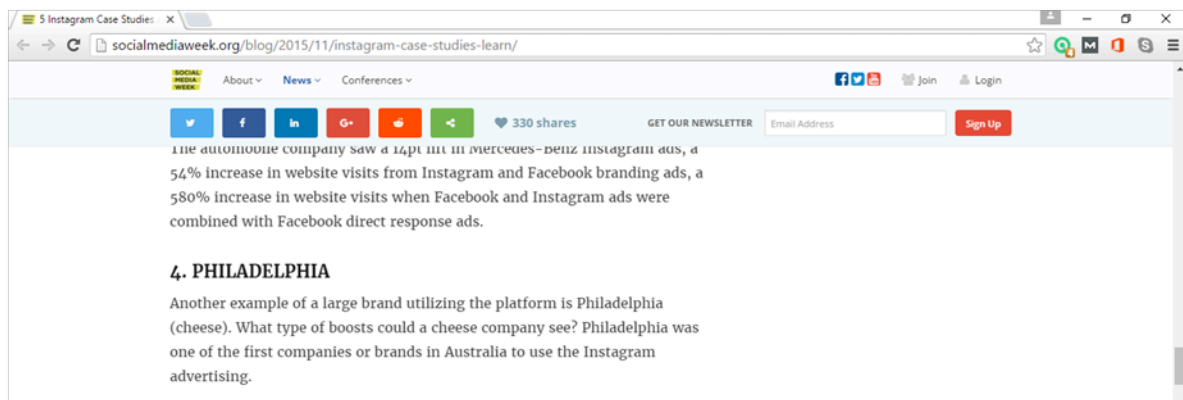 5 Instagram Case Studies
socialmediaweek.org/blog/2015/11/instagram-case-studies-learn/
SOCIAL MEDIA WEEK About News Conferences Join Login
330 shares GET OUR NEWSLETTER Email Address Sign Up
The automobile company saw a 14pt lift in Mercedes-Benz Instagram ads, a
54% increase in website visits from Instagram and Facebook branding ads, a
580% increase in website visits when Facebook and Instagram ads were
combined with Facebook direct response ads.
4. PHILADELPHIA
Another example of a large brand utilizing the platform is Philadelphia
(cheese). What type of boosts could a cheese company see? Philadelphia was
one of the first companies or brands in Australia to use the Instagram
advertising.